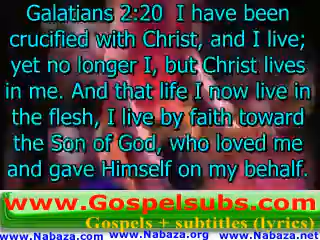 Galatians 2:20  I have been
crucified with Christ, and I live;
yet no longer I, but Christ lives
in me. And that life I now live in
the flesh, I live by faith toward
the Son of God, who loved me
and gave Himself on my behalf.
www.Gospelsubs.com
Gospels + subtitles (lyrics)
www.Nabaza.com www.Nabaza.org www.Nabaza.net